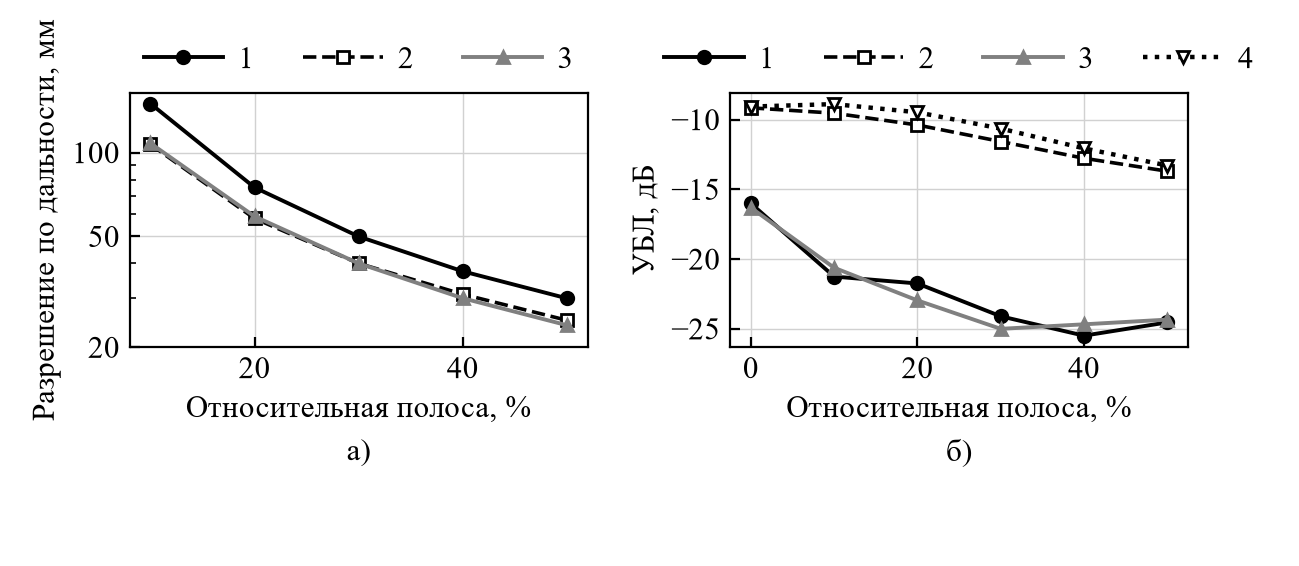 1 2 3
Разрешение по дальности, мм
100
50
20
20 40
Относительная полоса, %
а)
1 2 3 4
УБЛ, дБ
−10
−15
−20
−25
0 20 40
Относительная полоса, %
б)